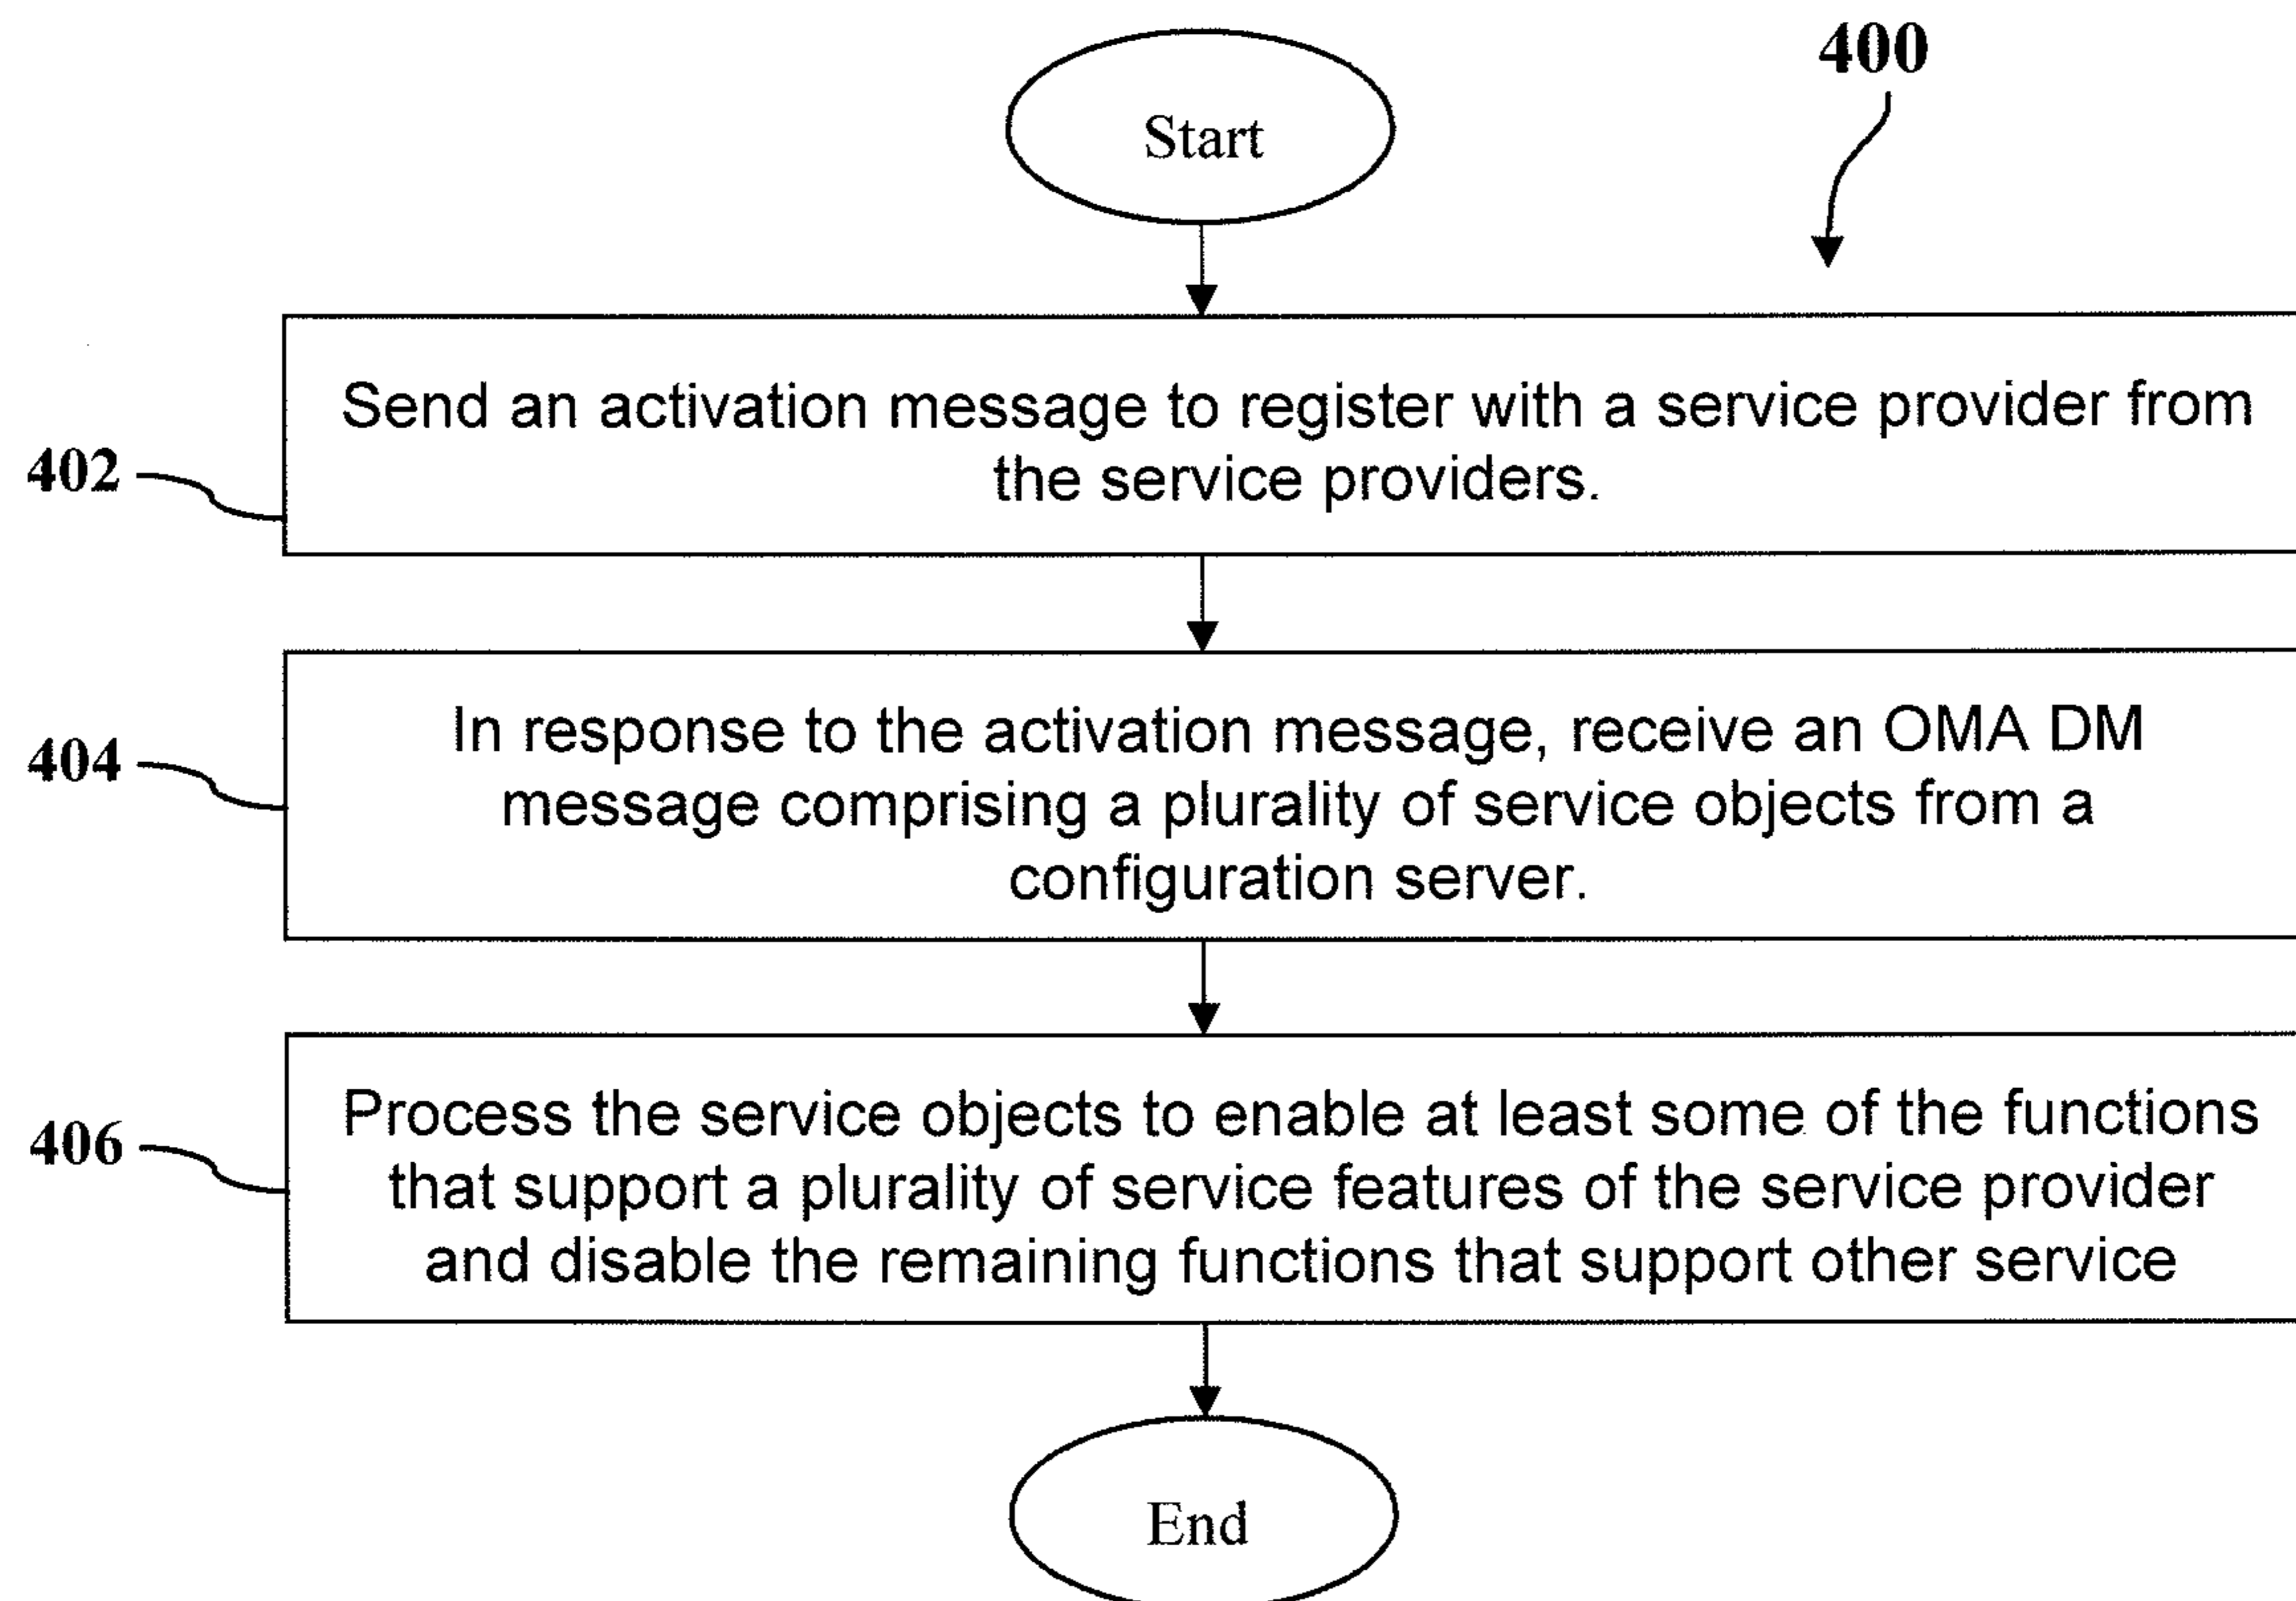 400
Start
402
Send an activation message to register with a service provider from
the service providers.
404
In response to the activation message, receive an OMA DM
message comprising a plurality of service objects from a
configuration server.
406
Process the service objects to enable at least some of the functions
that support a plurality of service features of the service provider
and disable the remaining functions that support other service
End